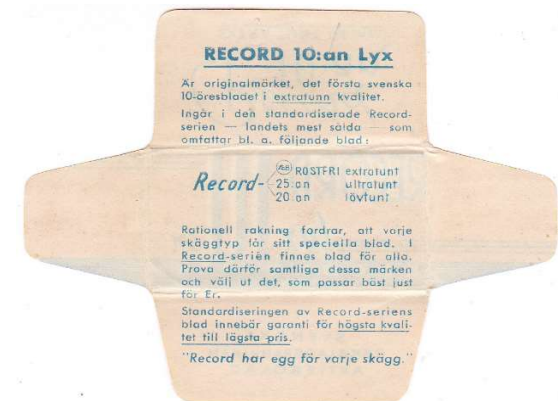 RECORD 10:an Lyx
Är originalmärket, det första svenska
10-öresbladet i extratunn kvalitet.
Ingår i den standardiserade Record-
serien — landets mest sålda — som
omfattar bl. a. följande blad:
ROSTFRI extratunt
Record- 25:an ultratunt
20:an lövtunt
Rationell rakning fordrar, att varje
skäggtyp får sitt speciella blad. I
Record-serien finnes blad för alla.
Prova därför samtliga dessa märken
och välj ut det, som passar bäst just
för Er.
Standardiseringen av Record-seriens
blad innebär garanti för högsta kvali-
tet till lägsta pris.
"Record har egg för varje skägg."